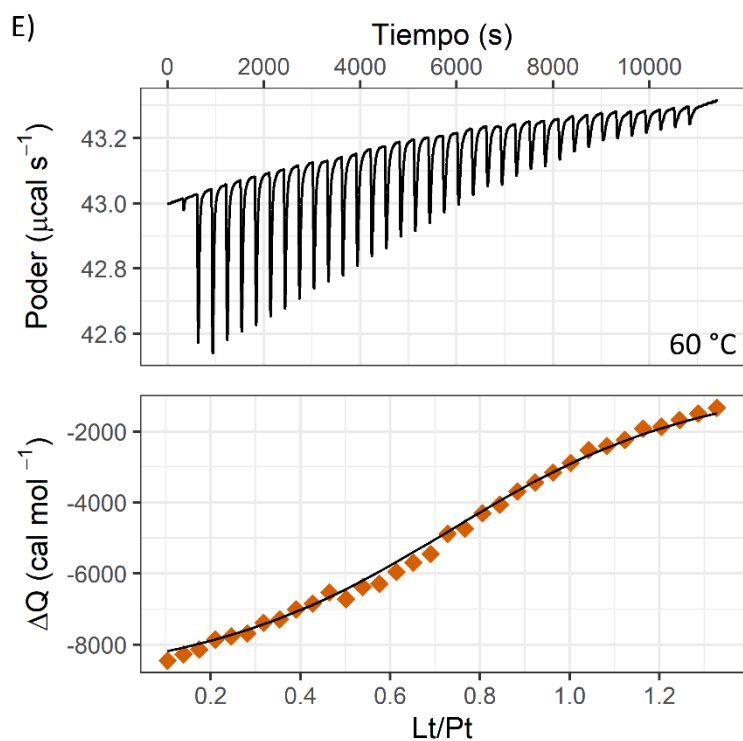 E)
Tiempo (s)
0 2000 4000 6000 8000 10000
Poder (μcal s⁻¹)
43.2
43.0
42.8
42.6
60 °C
ΔQ (cal mol⁻¹)
-2000
-4000
-6000
-8000
0.2 0.4 0.6 0.8 1.0 1.2
Lt/Pt